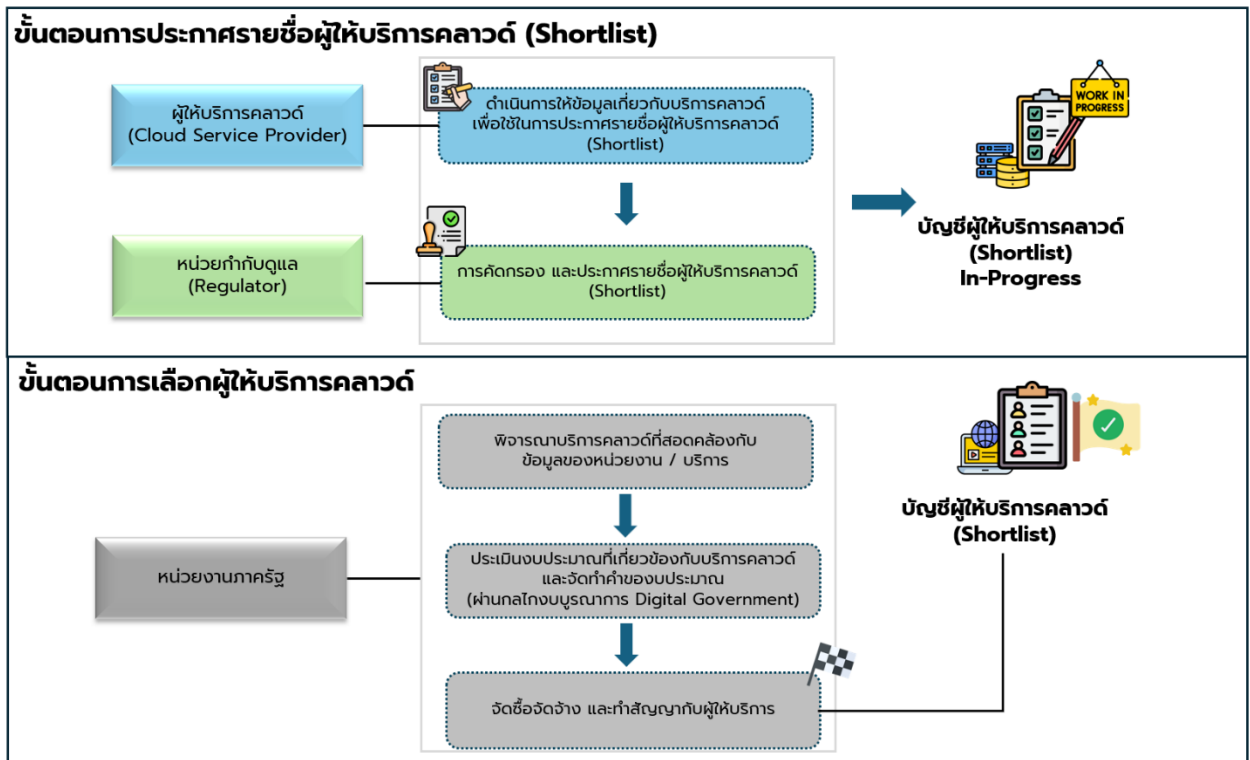 ขั้นตอนการประกาศรายชื่อผู้ให้บริการคลาวด์ (Shortlist)
ผู้ให้บริการคลาวด์
(Cloud Service Provider)
ดำเนินการให้ข้อมูลเกี่ยวกับบริการคลาวด์
เพื่อใช้ในการประกาศรายชื่อผู้ให้บริการคลาวด์
(Shortlist)
WORK IN
PROGRESS
หน่วยกำกับดูแล
(Regulator)
การคัดกรอง และประกาศรายชื่อผู้ให้บริการคลาวด์
(Shortlist)
บัญชีผู้ให้บริการคลาวด์
(Shortlist)
In-Progress
ขั้นตอนการเลือกผู้ให้บริการคลาวด์
พิจารณาบริการคลาวด์ที่สอดคล้องกับ
ข้อมูลของหน่วยงาน / บริการ
หน่วยงานภาครัฐ
ประเมินงบประมาณที่เกี่ยวข้องกับบริการคลาวด์
และจัดทำคำของบประมาณ
(ผ่านกลไกงบบูรณาการ Digital Government)
จัดซื้อจัดจ้าง และทำสัญญากับผู้ให้บริการ
บัญชีผู้ให้บริการคลาวด์
(Shortlist)